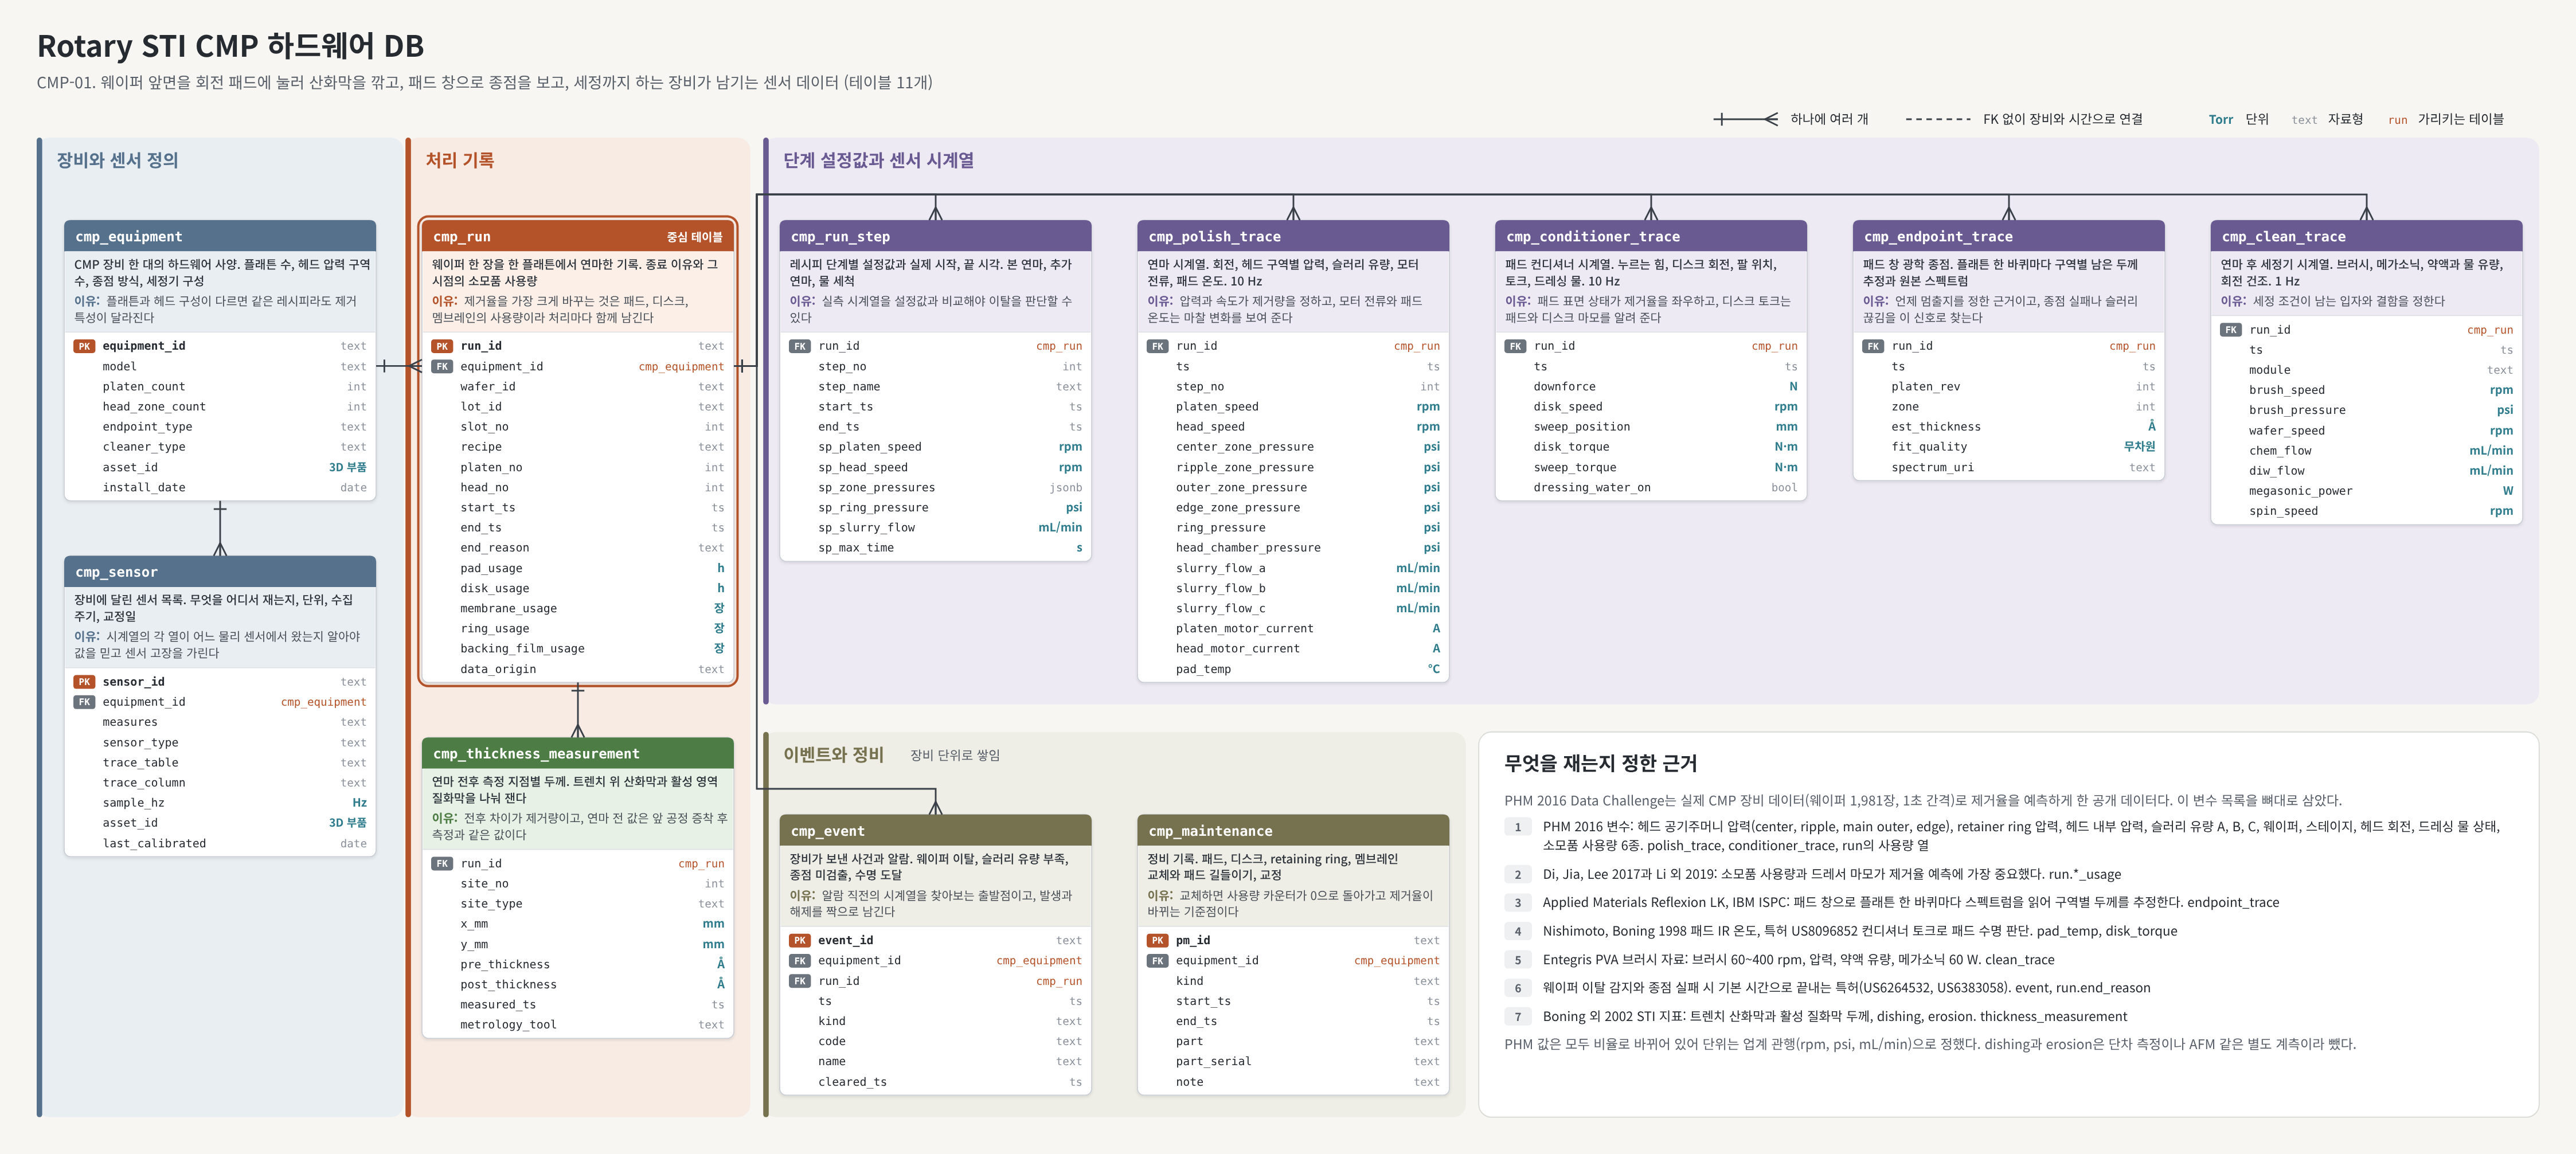 Rotary STI CMP 하드웨어 DB
CMP-01. 웨이퍼 앞면을 회전 패드에 눌러 산화막을 깎고, 패드 창으로 종점을 보고, 세정까지 하는 장비가 남기는 센서 데이터 (테이블 11개)
하나에 여러 개
FK 없이 장비와 시간으로 연결
Torr 단위
text 자료형
run 가리키는 테이블
장비와 센서 정의
cmp_equipment
CMP 장비 한 대의 하드웨어 사양. 플래튼 수, 헤드 압력 구역
수, 종점 방식, 세정기 구성
이유: 플래튼과 헤드 구성이 다르면 같은 레시피라도 제거
특성이 달라진다
PK equipment_id text
model text
platen_count int
head_zone_count int
endpoint_type text
cleaner_type text
asset_id 3D 부품
install_date date
cmp_sensor
장비에 달린 센서 목록. 무엇을 어디서 재는지, 단위, 수집
주기, 교정일
이유: 시계열의 각 열이 어느 물리 센서에서 왔는지 알아야
값을 믿고 센서 고장을 가린다
PK sensor_id text
FK equipment_id cmp_equipment
measures text
sensor_type text
trace_table text
trace_column text
sample_hz Hz
asset_id 3D 부품
last_calibrated date
처리 기록
cmp_run 중심 테이블
웨이퍼 한 장을 한 플래튼에서 연마한 기록. 종료 이유와 그
시점의 소모품 사용량
이유: 제거율을 가장 크게 바꾸는 것은 패드, 디스크,
멤브레인의 사용량이라 처리마다 함께 남긴다
PK run_id text
FK equipment_id cmp_equipment
wafer_id text
lot_id text
slot_no int
recipe text
platen_no int
head_no int
start_ts ts
end_ts ts
end_reason text
pad_usage h
disk_usage h
membrane_usage 장
ring_usage 장
backing_film_usage 장
data_origin text
cmp_thickness_measurement
연마 전후 측정 지점별 두께. 트렌치 위 산화막과 활성 영역
질화막을 나눠 잰다
이유: 전후 차이가 제거량이고, 연마 전 값은 앞 공정 증착 후
측정과 같은 값이다
FK run_id cmp_run
site_no int
site_type text
x_mm mm
y_mm mm
pre_thickness Å
post_thickness Å
measured_ts ts
metrology_tool text
단계 설정값과 센서 시계열
cmp_run_step
레시피 단계별 설정값과 실제 시작, 끝 시각. 본 연마, 추가
연마, 물 세척
이유: 실측 시계열을 설정값과 비교해야 이탈을 판단할 수
있다
FK run_id cmp_run
step_no int
step_name text
start_ts ts
end_ts ts
sp_platen_speed rpm
sp_head_speed rpm
sp_zone_pressures jsonb
sp_ring_pressure psi
sp_slurry_flow mL/min
sp_max_time s
cmp_polish_trace
연마 시계열. 회전, 헤드 구역별 압력, 슬러리 유량, 모터
전류, 패드 온도. 10 Hz
이유: 압력과 속도가 제거량을 정하고, 모터 전류와 패드
온도는 마찰 변화를 보여 준다
FK run_id cmp_run
ts ts
step_no int
platen_speed rpm
head_speed rpm
center_zone_pressure psi
ripple_zone_pressure psi
outer_zone_pressure psi
edge_zone_pressure psi
ring_pressure psi
head_chamber_pressure psi
slurry_flow_a mL/min
slurry_flow_b mL/min
slurry_flow_c mL/min
platen_motor_current A
head_motor_current A
pad_temp °C
cmp_conditioner_trace
패드 컨디셔너 시계열. 누르는 힘, 디스크 회전, 팔 위치,
토크, 드레싱 물. 10 Hz
이유: 패드 표면 상태가 제거율을 좌우하고, 디스크 토크는
패드와 디스크 마모를 알려 준다
FK run_id cmp_run
ts ts
downforce N
disk_speed rpm
sweep_position mm
disk_torque N·m
sweep_torque N·m
dressing_water_on bool
cmp_endpoint_trace
패드 창 광학 종점. 플래튼 한 바퀴마다 구역별 남은 두께
추정과 원본 스펙트럼
이유: 언제 멈출지를 정한 근거이고, 종점 실패나 슬러리
끊김을 이 신호로 찾는다
FK run_id cmp_run
ts ts
platen_rev int
zone int
est_thickness Å
fit_quality 무차원
spectrum_uri text
cmp_clean_trace
연마 후 세정기 시계열. 브러시, 메가소닉, 약액과 물 유량,
회전 건조. 1 Hz
이유: 세정 조건이 남는 입자와 결함을 정한다
FK run_id cmp_run
ts ts
module text
brush_speed rpm
brush_pressure psi
wafer_speed rpm
chem_flow mL/min
diw_flow mL/min
megasonic_power W
spin_speed rpm
이벤트와 정비 장비 단위로 쌓임
cmp_event
장비가 보낸 사건과 알람. 웨이퍼 이탈, 슬러리 유량 부족,
종점 미검출, 수명 도달
이유: 알람 직전의 시계열을 찾아보는 출발점이고, 발생과
해제를 짝으로 남긴다
PK event_id text
FK equipment_id cmp_equipment
FK run_id cmp_run
ts ts
kind text
code text
name text
cleared_ts ts
cmp_maintenance
정비 기록. 패드, 디스크, retaining ring, 멤브레인
교체와 패드 길들이기, 교정
이유: 교체하면 사용량 카운터가 0으로 돌아가고 제거율이
바뀌는 기준점이다
PK pm_id text
FK equipment_id cmp_equipment
kind text
start_ts ts
end_ts ts
part text
part_serial text
note text
무엇을 재는지 정한 근거
PHM 2016 Data Challenge는 실제 CMP 장비 데이터(웨이퍼 1,981장, 1초 간격)로 제거율을 예측하게 한 공개 데이터다. 이 변수 목록을 뼈대로 삼았다.
1 PHM 2016 변수: 헤드 공기주머니 압력(center, ripple, main outer, edge), retainer ring 압력, 헤드 내부 압력, 슬러리 유량 A, B, C, 웨이퍼, 스테이지, 헤드 회전, 드레싱 물 상태,
소모품 사용량 6종. polish_trace, conditioner_trace, run의 사용량 열
2 Di, Jia, Lee 2017과 Li 외 2019: 소모품 사용량과 드레서 마모가 제거율 예측에 가장 중요했다. run.*_usage
3 Applied Materials Reflexion LK, IBM ISPC: 패드 창으로 플래튼 한 바퀴마다 스펙트럼을 읽어 구역별 두께를 추정한다. endpoint_trace
4 Nishimoto, Boning 1998 패드 IR 온도, 특허 US8096852 컨디셔너 토크로 패드 수명 판단. pad_temp, disk_torque
5 Entegris PVA 브러시 자료: 브러시 60~400 rpm, 압력, 약액 유량, 메가소닉 60 W. clean_trace
6 웨이퍼 이탈 감지와 종점 실패 시 기본 시간으로 끝내는 특허(US6264532, US6383058). event, run.end_reason
7 Boning 외 2002 STI 지표: 트렌치 산화막과 활성 질화막 두께, dishing, erosion. thickness_measurement
PHM 값은 모두 비율로 바뀌어 있어 단위는 업계 관행(rpm, psi, mL/min)으로 정했다. dishing과 erosion은 단차 측정이나 AFM 같은 별도 계측이라 뺐다.